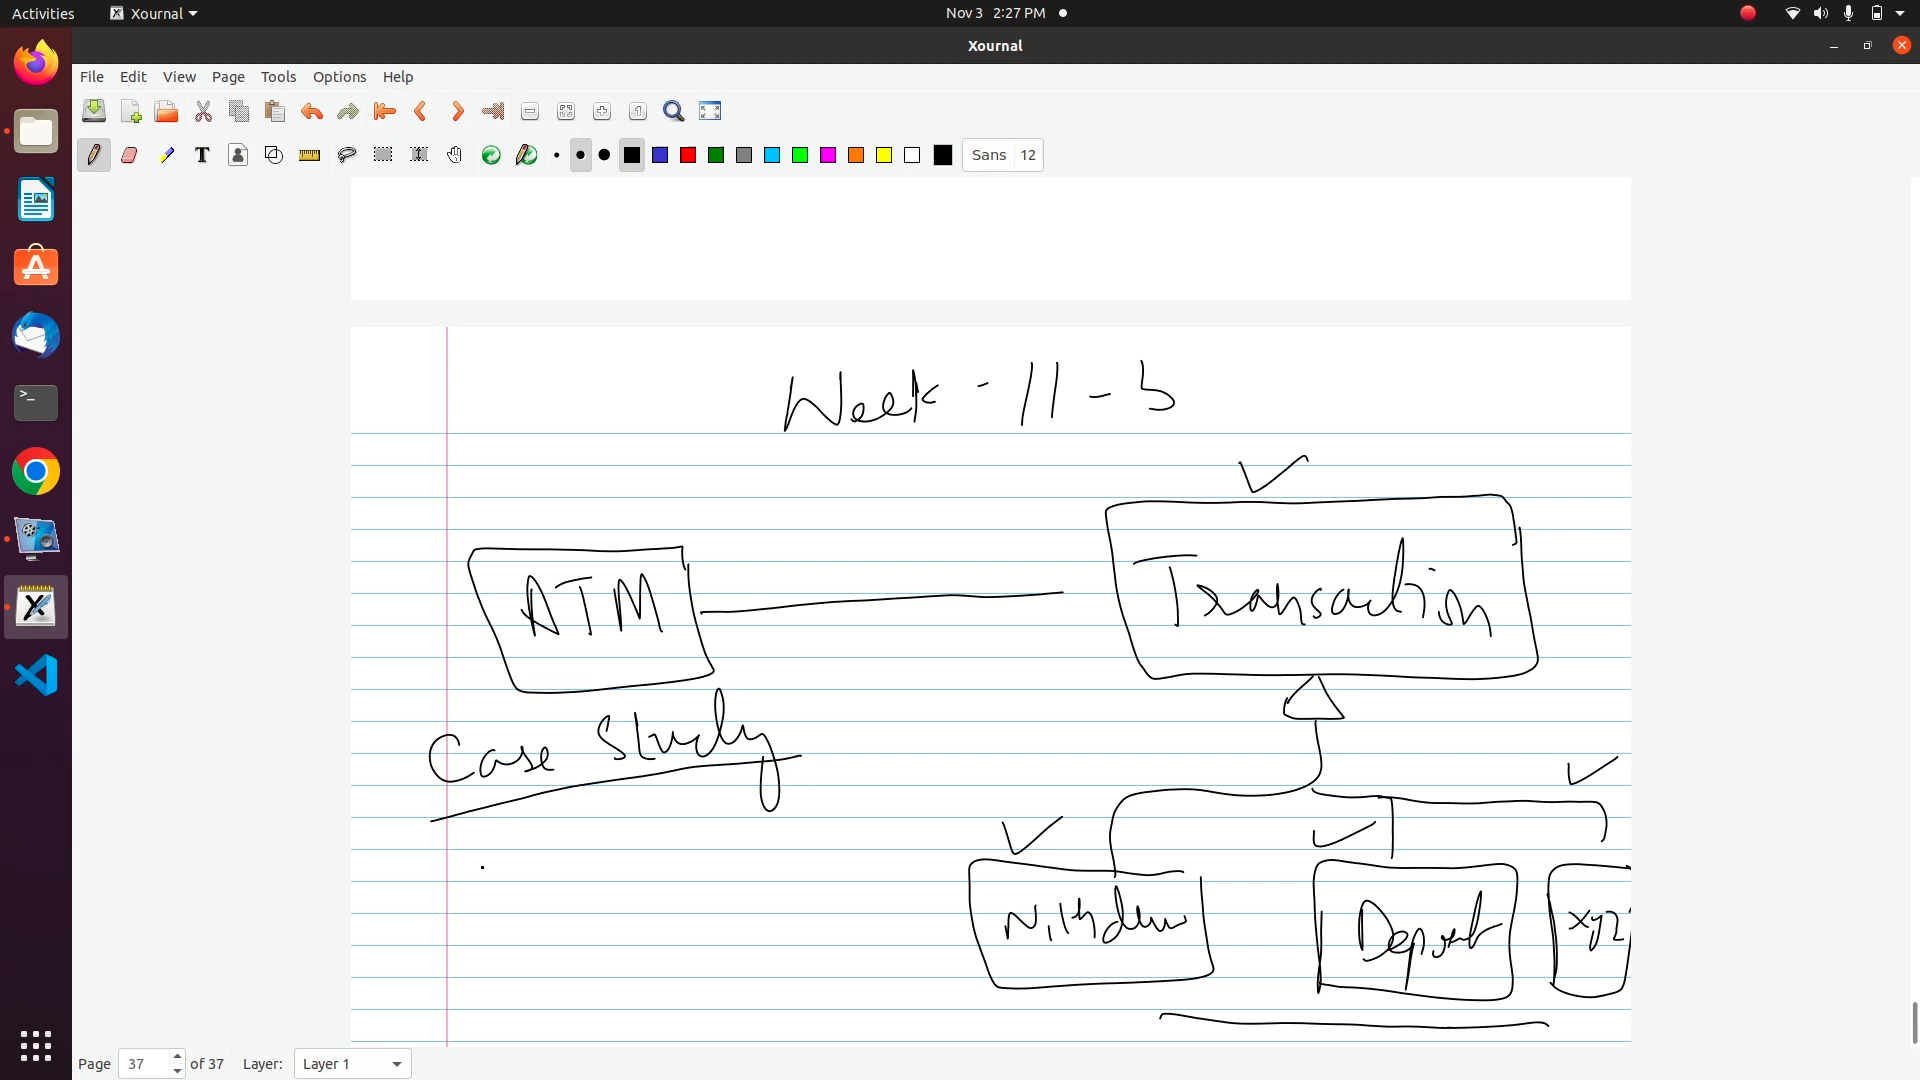 Activities Xournal Nov 3 2:27 PM
Xournal
File Edit View Page Tools Options Help
Sans 12
Week - 11 - 3
Transaction
ATM
Case Study
Deposit
xyz
Page 37 of 37 Layer: Layer 1